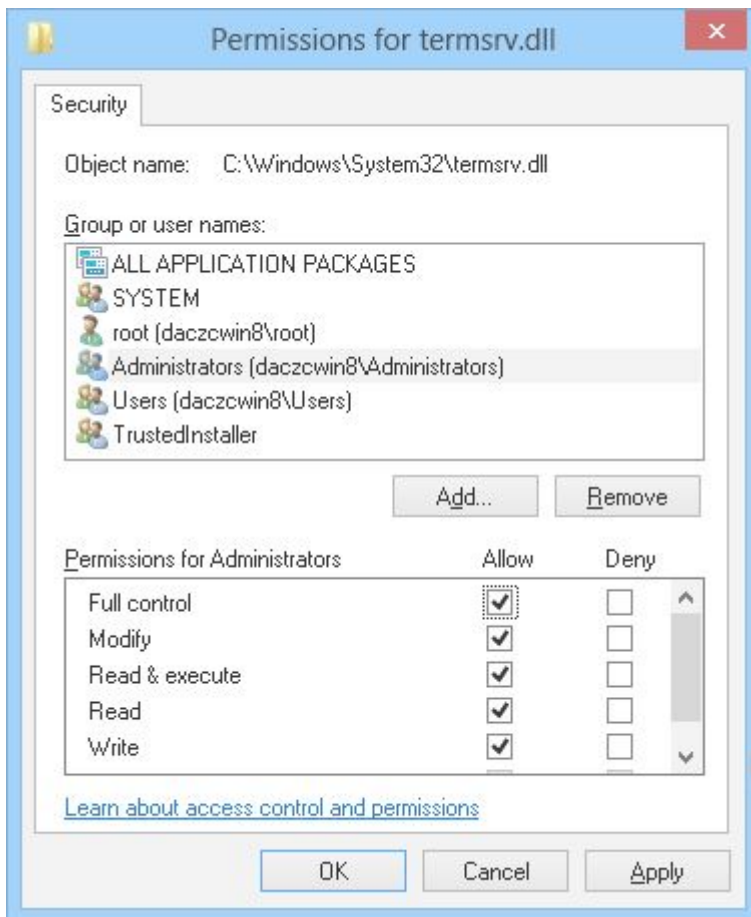 Permissions for termsrv.dll
Security
Object name: C:\Windows\System32\termsrv.dll
Group or user names:
ALL APPLICATION PACKAGES
SYSTEM
root (daczcwin8\root)
Administrators (daczcwin8\Administrators)
Users (daczcwin8\Users)
TrustedInstaller
Add... Remove
Permissions for Administrators Allow Deny
Full control
Modify
Read & execute
Read
Write
Learn about access control and permissions
OK Cancel Apply